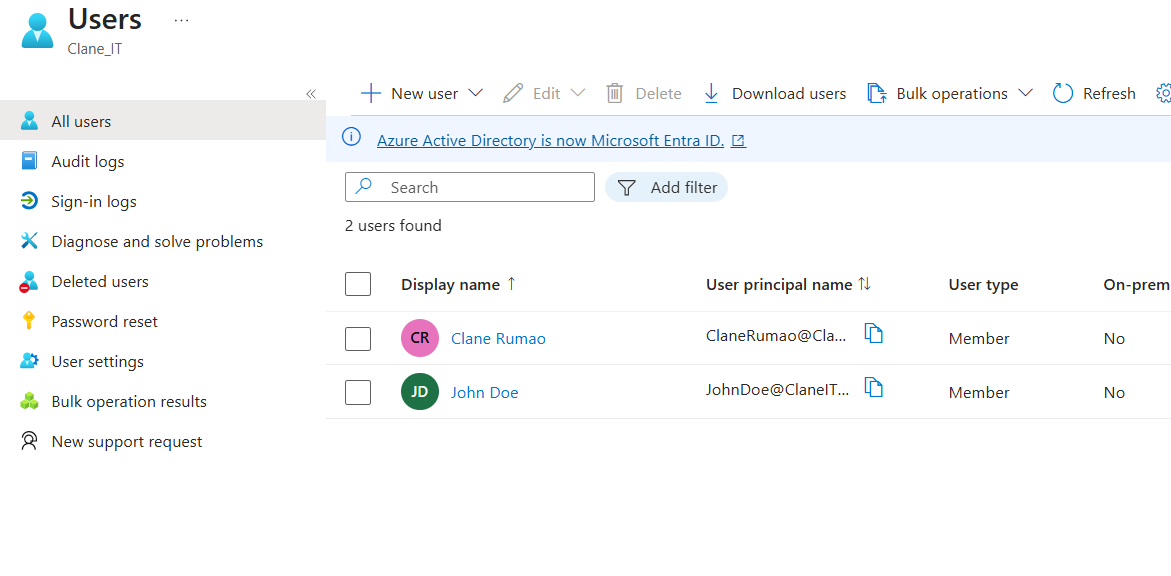 Users ...
Clane_IT
«
All users
Audit logs
Sign-in logs
Diagnose and solve problems
Deleted users
Password reset
User settings
Bulk operation results
New support request
New user Edit Delete Download users Bulk operations Refresh
Azure Active Directory is now Microsoft Entra ID.
Search Add filter
2 users found
Display name ↑ User principal name ↑↓ User type On-prem
CR Clane Rumao ClaneRumao@Cla... Member No
JD John Doe JohnDoe@ClaneIT... Member No